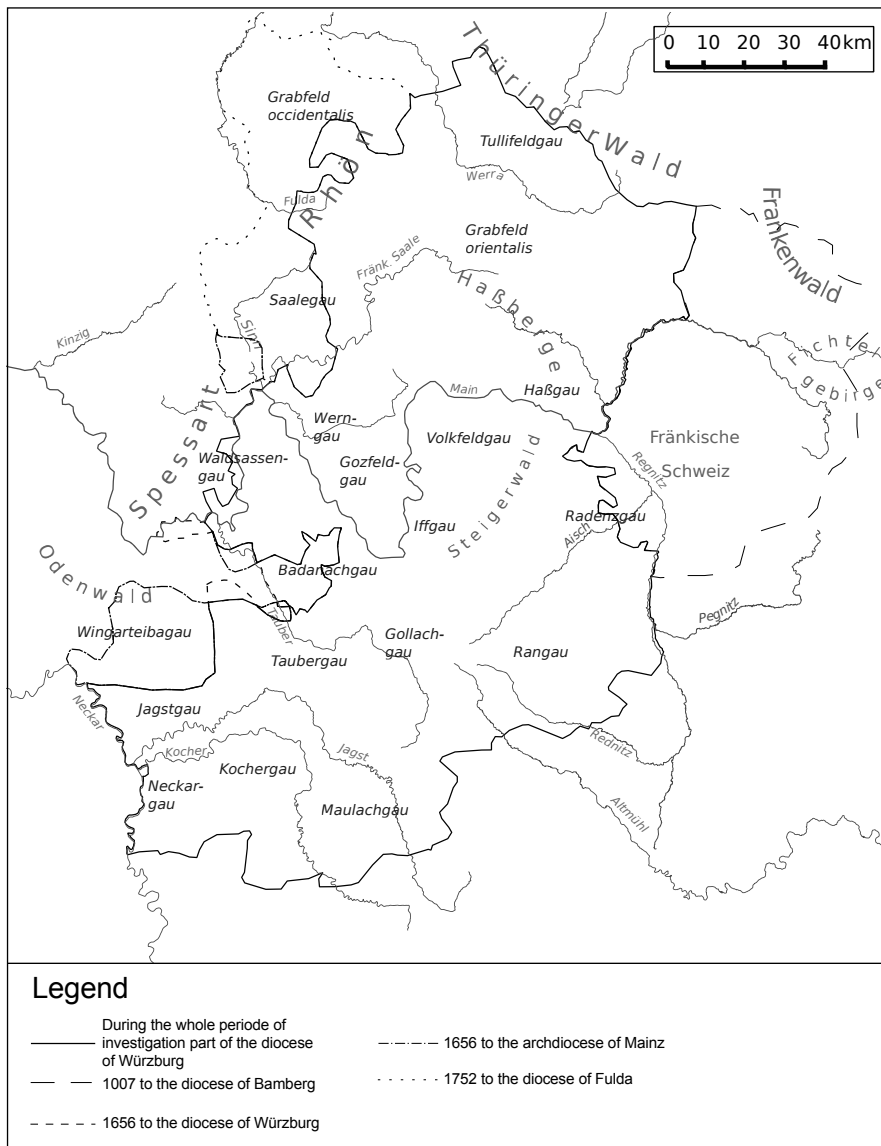 0 10 20 30 40km
Thüringer Wald
Grabfeld
occidentalis
Tullifeldgau
Rhön
Werra
Fulda
Frankenwald
Grabfeld
orientalis
Fränk. Saale
Haßberge
Saalegau
Sinn
Kinzig
Fichtel-
gebirge
Haßgau
Main
Spessart
Wern-
gau
Volkfeldgau
Fränkische
Schweiz
Waldsassen-
gau
Gozfeld-
gau
Regnitz
Steigerwald
Iffgau
Radenzgau
Aisch
Odenwald
Badanachgau
Pegnitz
Wingarteibagau
Tauber
Gollach-
gau
Taubergau
Rangau
Jagstgau
Neckar
Rednitz
Kocher
Jagst
Kochergau
Neckar-
gau
Maulachgau
Altmühl
Legend
During the whole periode of
investigation part of the diocese
of Würzburg
1007 to the diocese of Bamberg
1656 to the diocese of Würzburg
1656 to the archdiocese of Mainz
1752 to the diocese of Fulda